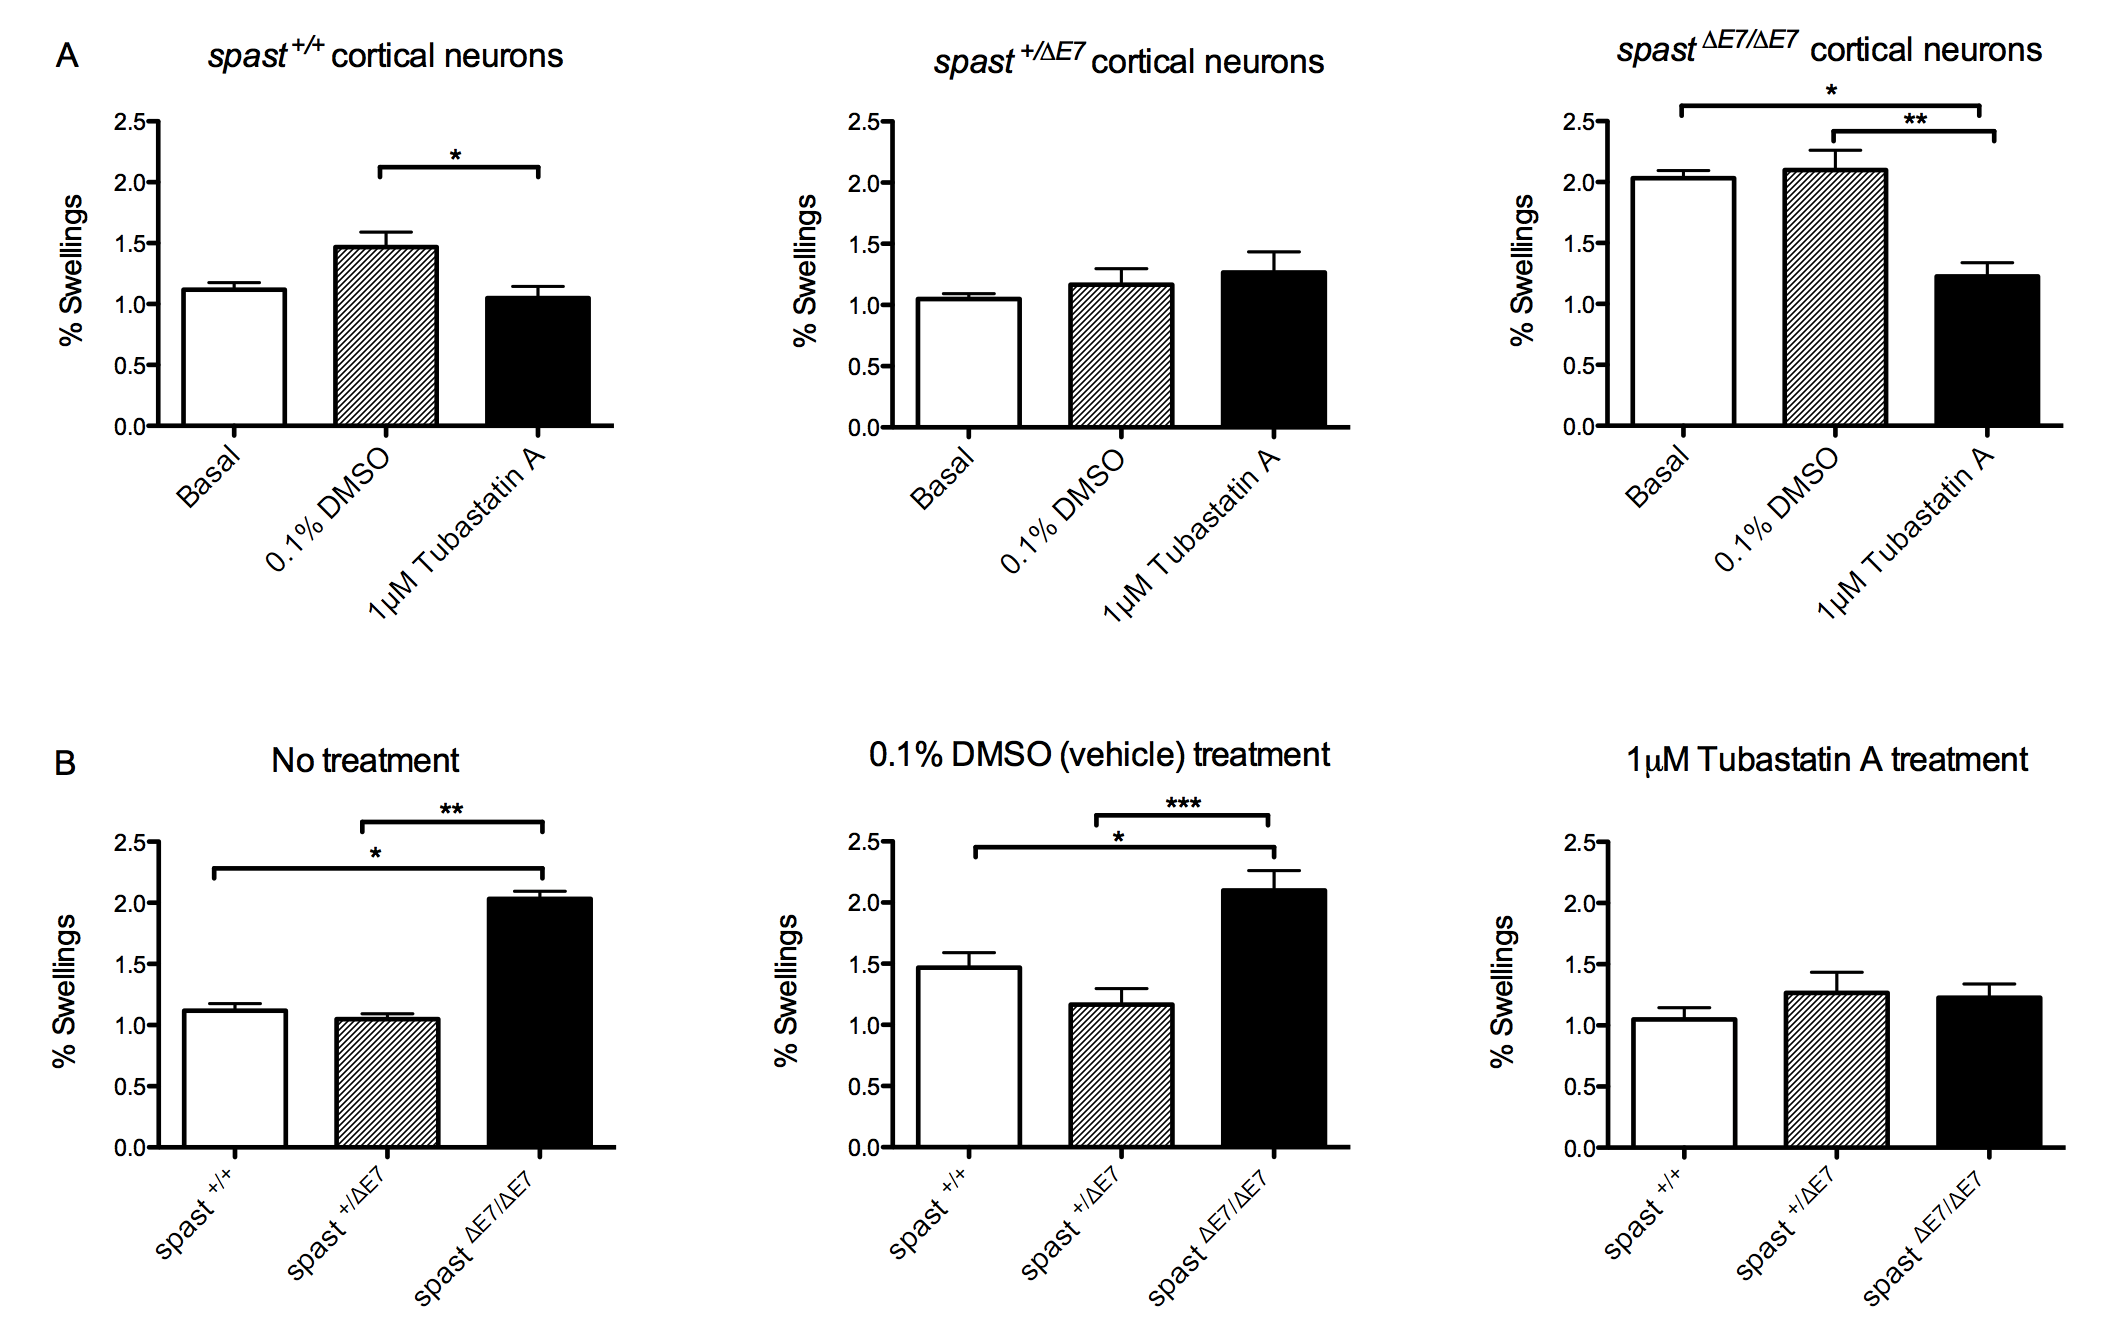 A
spast +/+ cortical neurons
2.5
2.0
1.5
1.0
0.5
0.0
% Swellings
*
Basal
0.1% DMSO
1µM Tubastatin A
spast +/ΔE7 cortical neurons
2.5
2.0
1.5
1.0
0.5
0.0
% Swellings
Basal
0.1% DMSO
1µM Tubastatin A
spast ΔE7/ΔE7 cortical neurons
*
**
2.5
2.0
1.5
1.0
0.5
0.0
% Swellings
Basal
0.1% DMSO
1µM Tubastatin A
B
No treatment
**
*
2.5
2.0
1.5
1.0
0.5
0.0
% Swellings
spast +/+
spast +/ΔE7
spast ΔE7/ΔE7
0.1% DMSO (vehicle) treatment
***
*
2.5
2.0
1.5
1.0
0.5
0.0
% Swellings
spast +/+
spast +/ΔE7
spast ΔE7/ΔE7
1µM Tubastatin A treatment
2.5
2.0
1.5
1.0
0.5
0.0
% Swellings
spast +/+
spast +/ΔE7
spast ΔE7/ΔE7